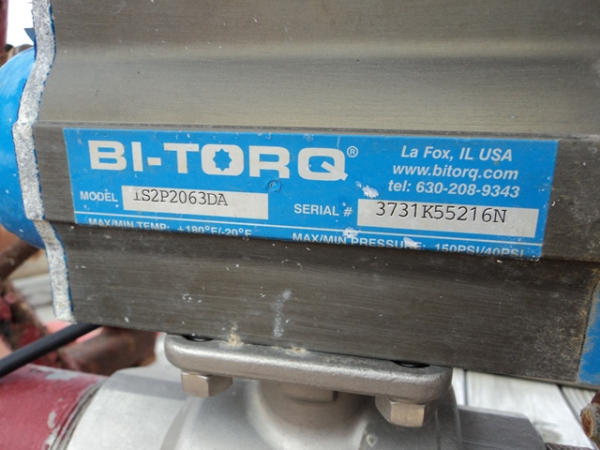 BI-TORQ®
La Fox, IL USA
www.bitorq.com
tel: 630-208-9343
MODEL IS2P2063DA
SERIAL # 3731K55216N
MAX/MIN TEMP: +180°F/-20°F
MAX/MIN PRESSURE: 150PSI/40PSI